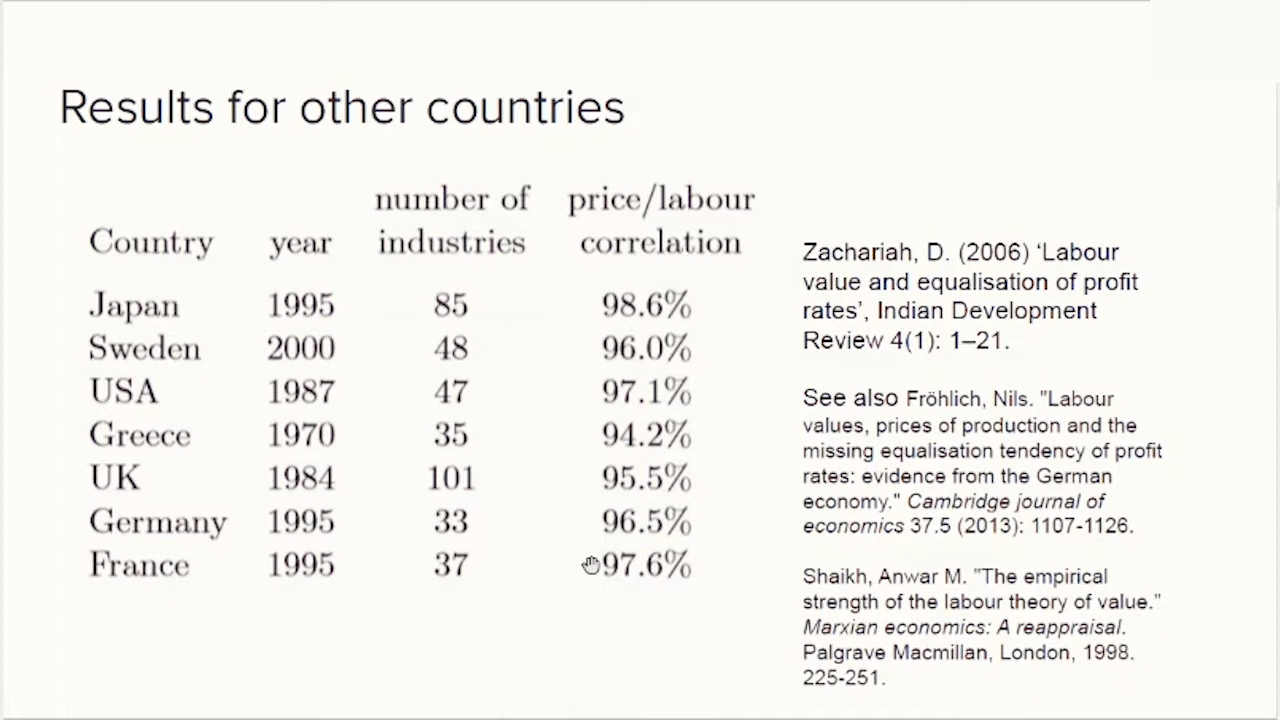 Results for other countries
number of price/labour
Country year industries correlation
Japan 1995 85 98.6%
Sweden 2000 48 96.0%
USA 1987 47 97.1%
Greece 1970 35 94.2%
UK 1984 101 95.5%
Germany 1995 33 96.5%
France 1995 37 97.6%
Zachariah, D. (2006) ‘Labour
value and equalisation of profit
rates’, Indian Development
Review 4(1): 1–21.
See also Fröhlich, Nils. "Labour
values, prices of production and the
missing equalisation tendency of profit
rates: evidence from the German
economy." Cambridge journal of
economics 37.5 (2013): 1107-1126.
Shaikh, Anwar M. "The empirical
strength of the labour theory of value."
Marxian economics: A reappraisal.
Palgrave Macmillan, London, 1998.
225-251.